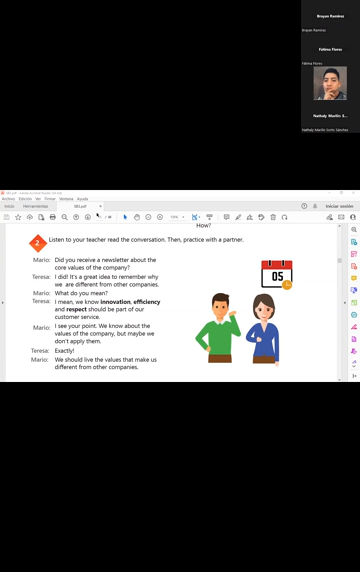 Brayan Ramirez
Brayan Ramirez
Fátima Flores
Fátima Flores
Nathaly Marilin S...
Nathaly Marilin Sorto Sánchez
Archivo Edición Ver Firmar Ventana Ayuda
Inicio Herramientas SB3.pdf × Iniciar sesión
How?
2 Listen to your teacher read the conversation. Then, practice with a partner.
Mario: Did you receive a newsletter about the
core values of the company?
Teresa: I did! It's a great idea to remember why
we are different from other companies.
Mario: What do you mean?
Teresa: I mean, we know innovation, efficiency
and respect should be part of our
customer service.
Mario: I see your point. We know about the
values of the company, but maybe we
don't apply them.
Teresa: Exactly!
Mario: We should live the values that make us
different from other companies.
05